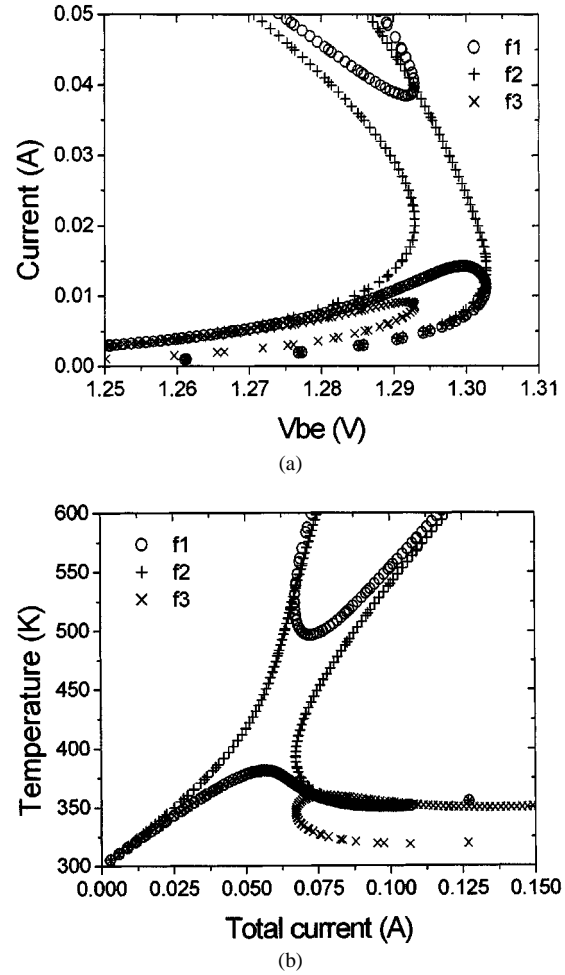 0.05
0.04
0.03
0.02
0.01
0.00
Current (A)
f1
f2
f3
1.25 1.26 1.27 1.28 1.29 1.30 1.31
Vbe (V)
(a)
600
550
500
450
400
350
300
Temperature (K)
f1
f2
f3
0.000 0.025 0.050 0.075 0.100 0.125 0.150
Total current (A)
(b)